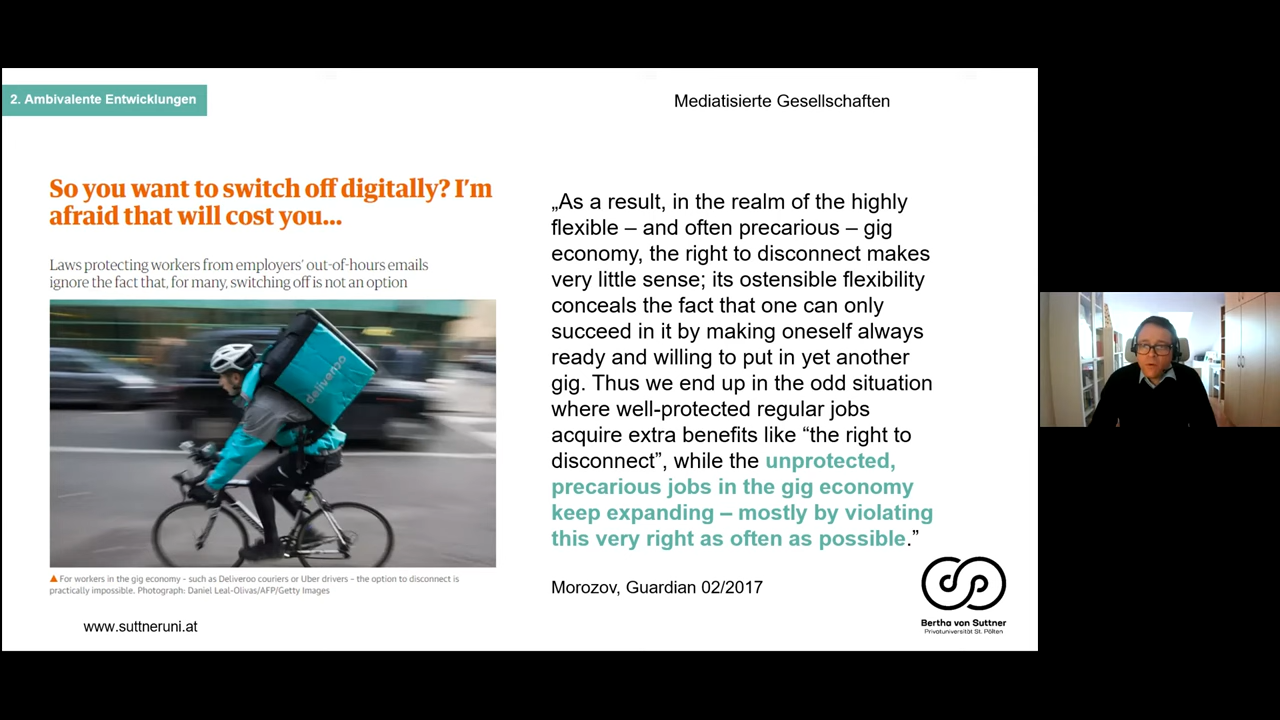 2. Ambivalente Entwicklungen
Mediatisierte Gesellschaften
So you want to switch off digitally? I'm
afraid that will cost you...
Laws protecting workers from employers' out-of-hours emails
ignore the fact that, for many, switching off is not an option
deliveroo
▲ For workers in the gig economy - such as Deliveroo couriers or Uber drivers – the option to disconnect is
practically impossible. Photograph: Daniel Leal-Olivas/AFP/Getty Images
www.suttneruni.at
„As a result, in the realm of the highly
flexible – and often precarious – gig
economy, the right to disconnect makes
very little sense; its ostensible flexibility
conceals the fact that one can only
succeed in it by making oneself always
ready and willing to put in yet another
gig. Thus we end up in the odd situation
where well-protected regular jobs
acquire extra benefits like “the right to
disconnect”, while the unprotected,
precarious jobs in the gig economy
keep expanding – mostly by violating
this very right as often as possible.”
Morozov, Guardian 02/2017
Bertha von Suttner
Privatuniversität St. Pölten